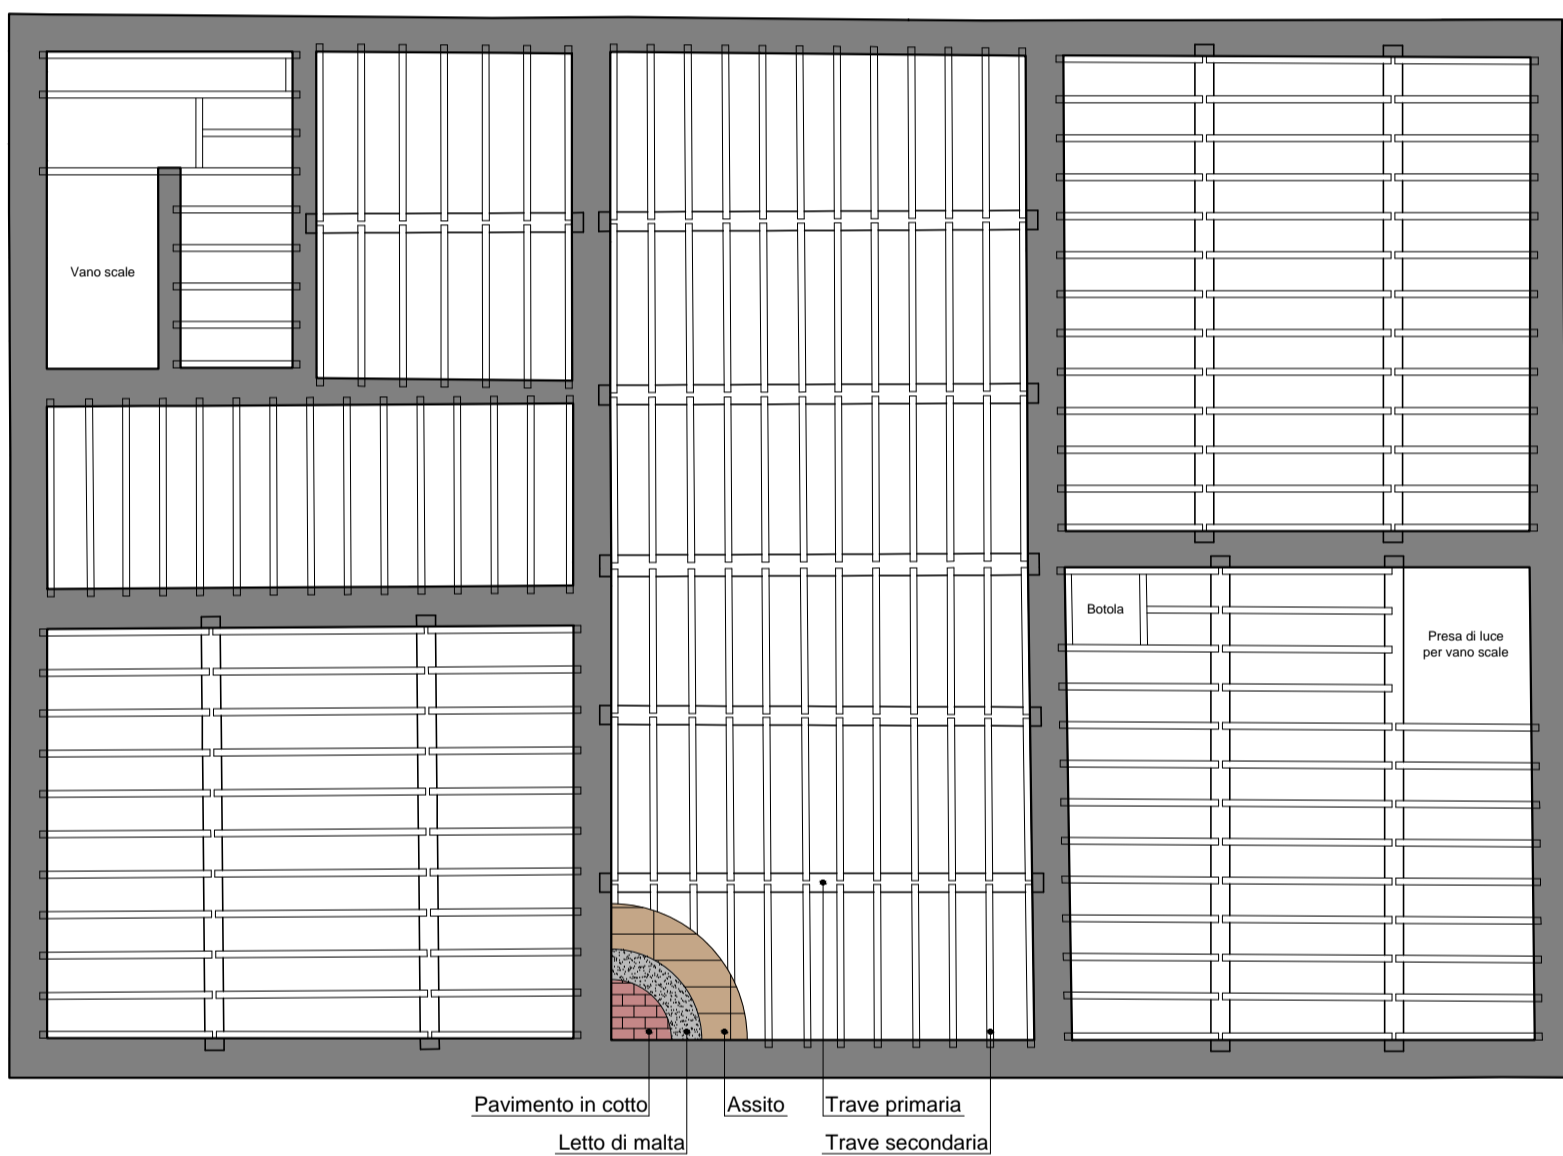 Vano scale
Botola
Presa di luce
per vano scale
Pavimento in cotto
Assito
Trave primaria
Letto di malta
Trave secondaria